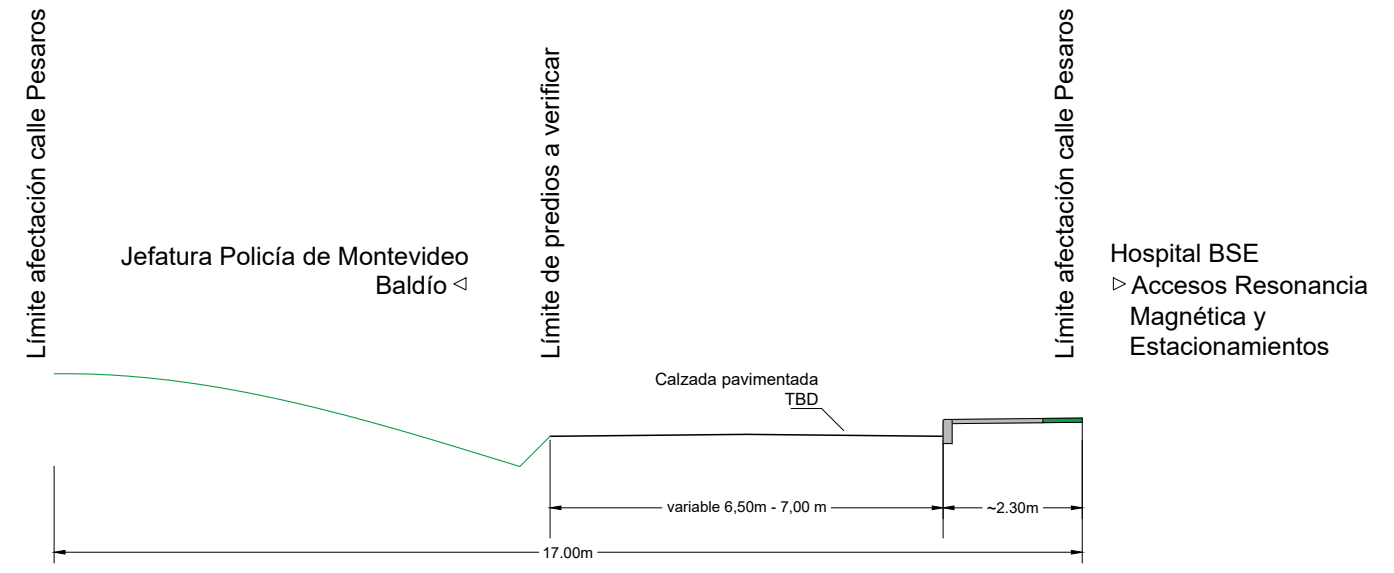 Límite afectación calle Pesaros
Límite de predios a verificar
Límite afectación calle Pesaros
Jefatura Policía de Montevideo
Baldío
Hospital BSE
Accesos Resonancia
Magnética y
Estacionamientos
Calzada pavimentada
TBD
variable 6,50m - 7,00 m
~2.30m
17.00m